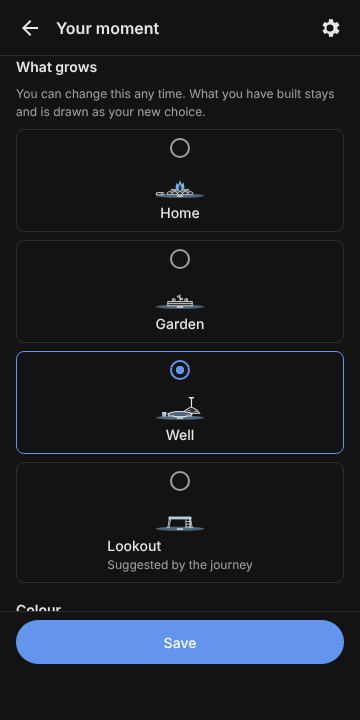 Your moment
What grows
You can change this any time. What you have built stays
and is drawn as your new choice.
Home
Garden
Well
Lookout
Suggested by the journey
Colour
Save